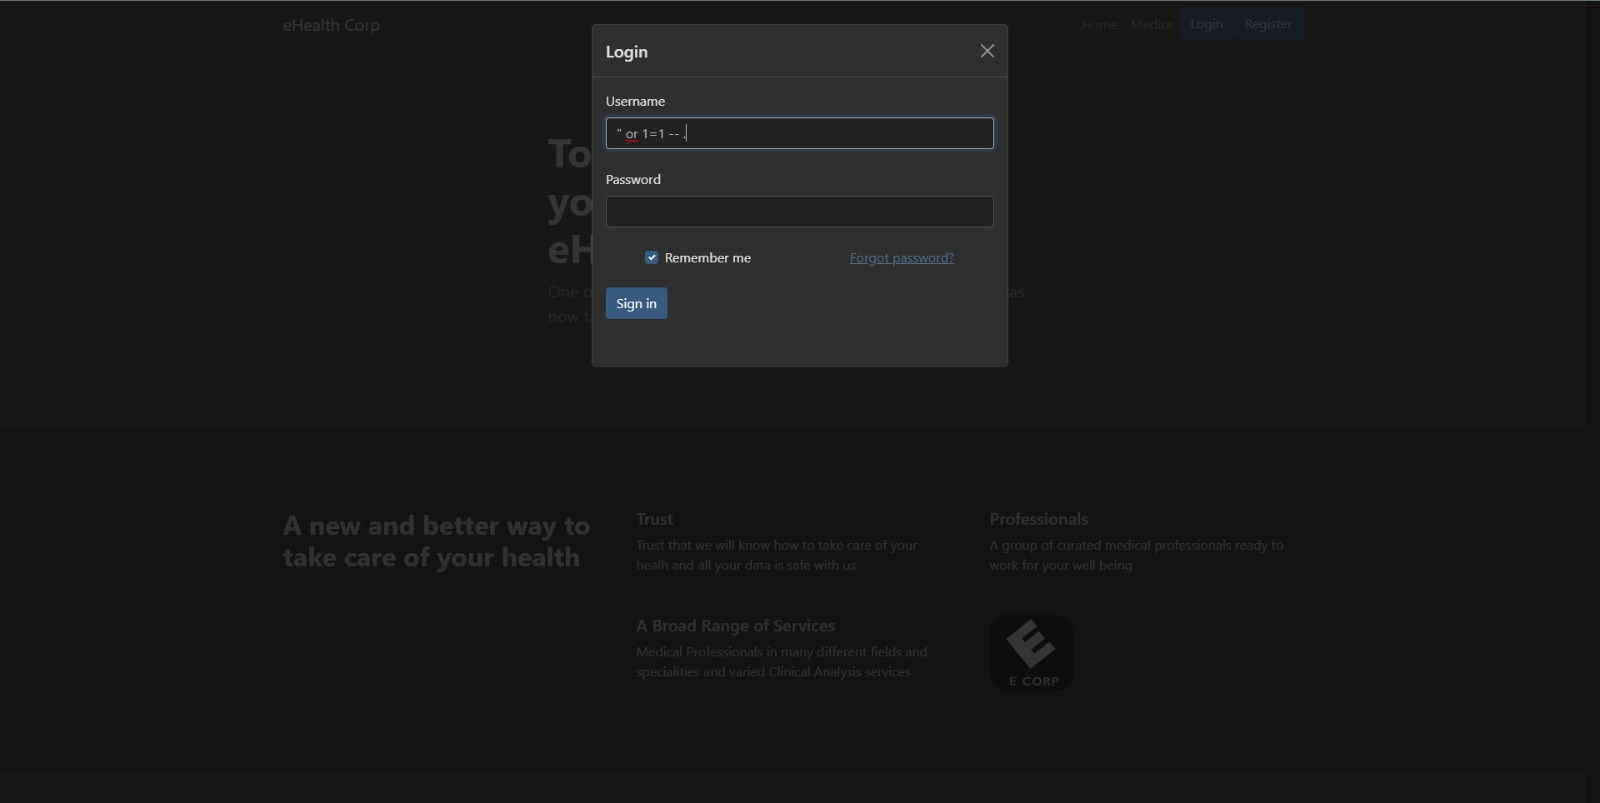 eHealth Corp
Home Medics Login Register
Login
Username
" or 1=1 -- .
Password
Remember me
Forgot password?
Sign in
To
yo
eH
One o
as
now t
A new and better way to
take care of your health
Trust
Trust that we will know how to take care of your
healh and all your data is safe with us
Professionals
A group of curated medical professionals ready to
work for your well being
A Broad Range of Services
Medical Professionals in many different fields and
specialities and varied Clinical Analysis services
E CORP